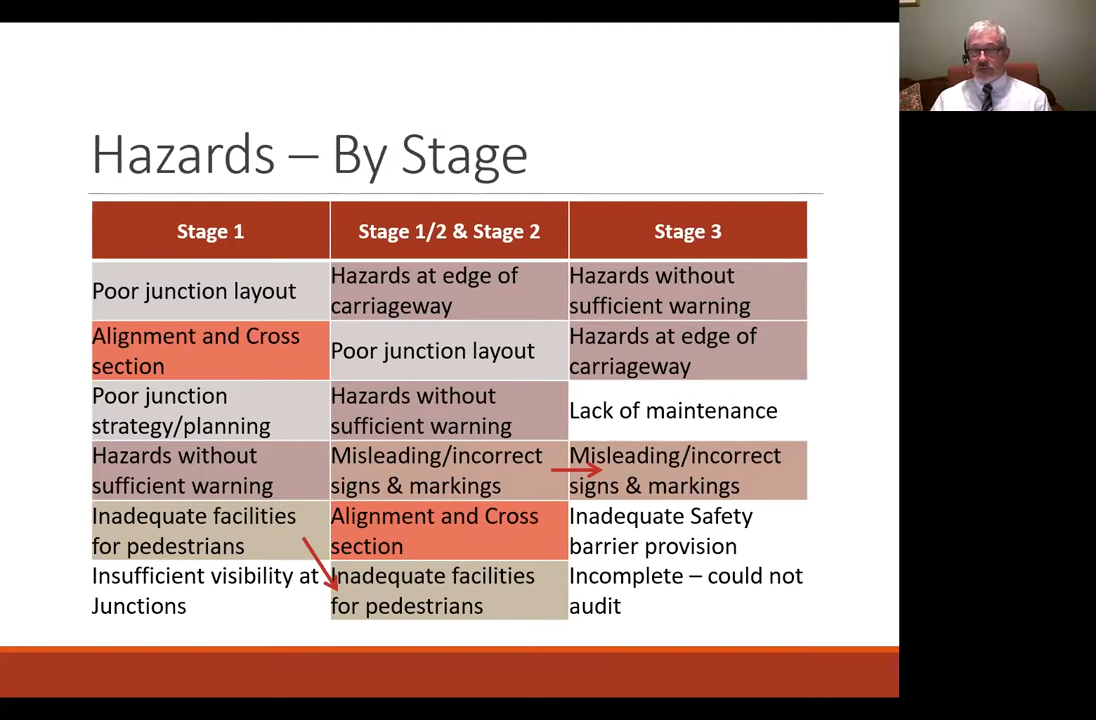 Hazards – By Stage
Stage 1
Stage 1/2 & Stage 2
Stage 3
Poor junction layout
Hazards at edge of
carriageway
Hazards without
sufficient warning
Alignment and Cross
section
Poor junction layout
Hazards at edge of
carriageway
Poor junction
strategy/planning
Hazards without
sufficient warning
Lack of maintenance
Hazards without
sufficient warning
Misleading/incorrect
signs & markings
Misleading/incorrect
signs & markings
Inadequate facilities
for pedestrians
Alignment and Cross
section
Inadequate Safety
barrier provision
Insufficient visibility at
Junctions
Inadequate facilities
for pedestrians
Incomplete – could not
audit